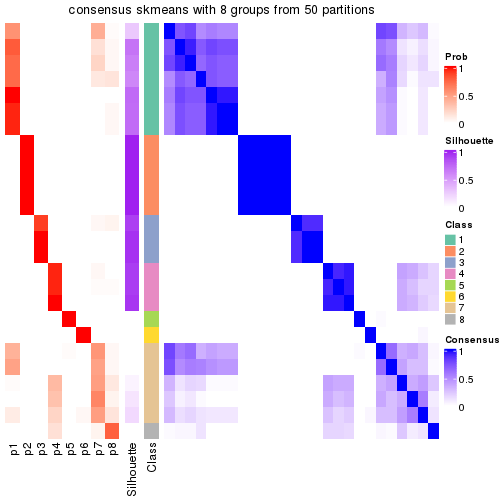 consensus skmeans with 8 groups from 50 partitions
Prob
1
0.5
0
Silhouette
1
0.5
0
Class
1
2
3
4
5
6
7
8
Consensus
1
0.5
0
p1
p2
p3
p4
p5
p6
p7
p8
Silhouette
Class